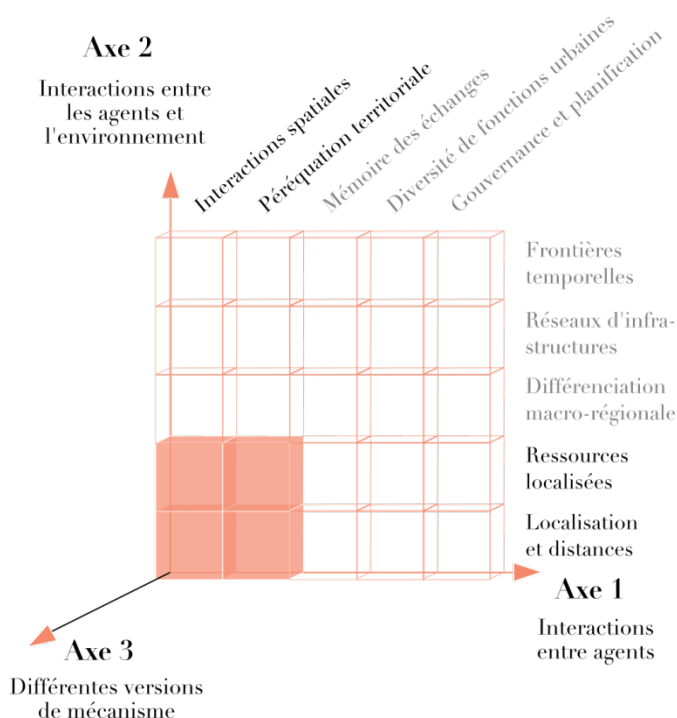 Axe 2
Interactions entre
les agents et
l'environnement
Interactions spatiales
Péréquation territoriale
Mémoire des échanges
Diversité de fonctions urbaines
Gouvernance et planification
Frontières
temporelles
Réseaux d'infra-
structures
Différenciation
macro-régionale
Ressources
localisées
Localisation
et distances
Axe 1
Interactions
entre agents
Axe 3
Différentes versions
de mécanisme